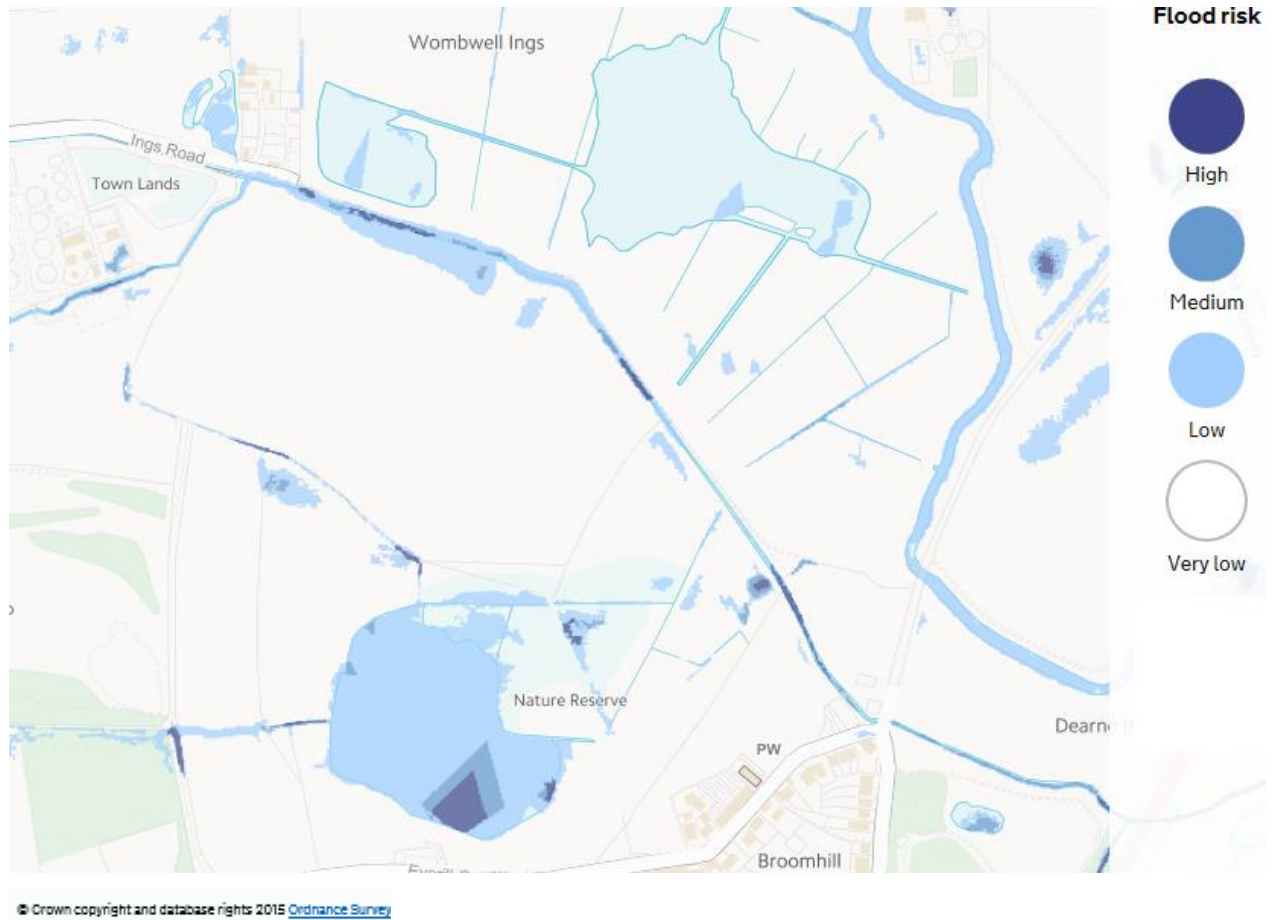 Flood risk
Wombwell Ings
High
Ings Road
Town Lands
Medium
Low
Very low
Nature Reserve
Dearne
PW
Broomhill
© Crown copyright and database rights 2015 Ordnance Survey